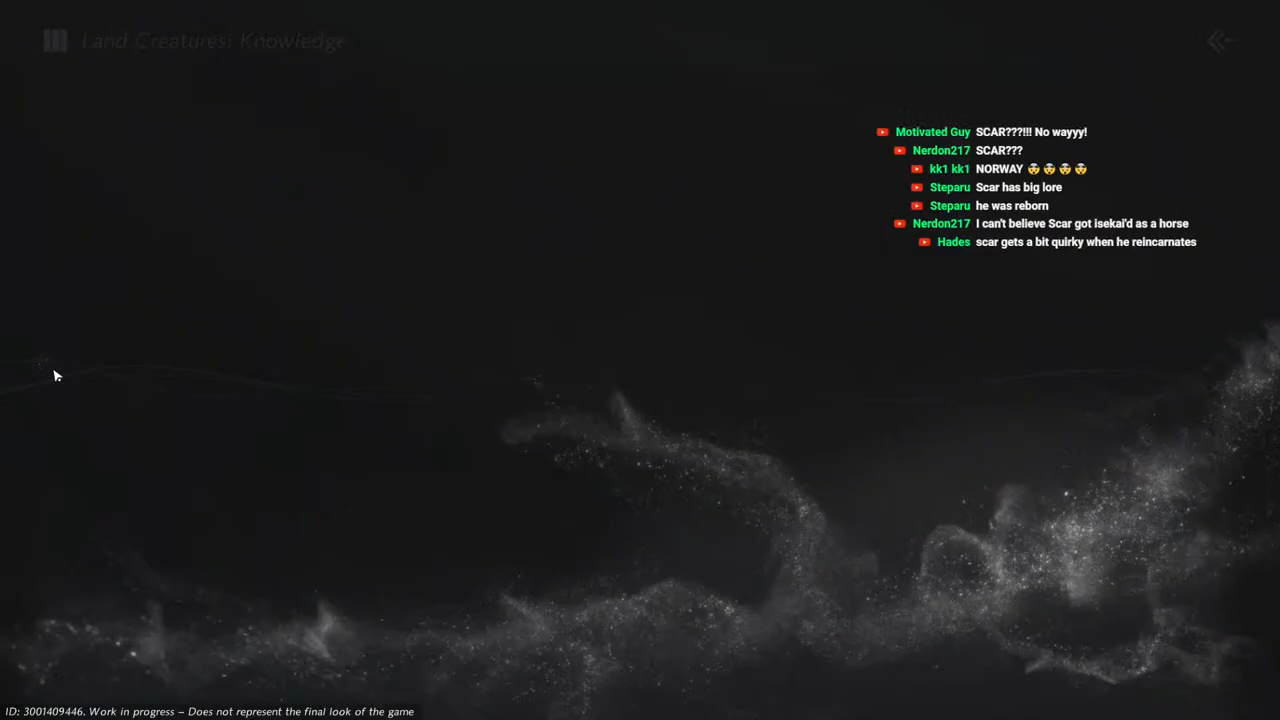 Land Creatures: Knowledge
Motivated Guy SCAR???!!! No wayyy!
Nerdon217 SCAR???
kk1 kk1 NORWAY 🤯 🤯 🤯 🤯
Steparu Scar has big lore
Steparu he was reborn
Nerdon217 I can't believe Scar got isekai'd as a horse
Hades scar gets a bit quirky when he reincarnates
ID: 3001409446. Work in progress – Does not represent the final look of the game